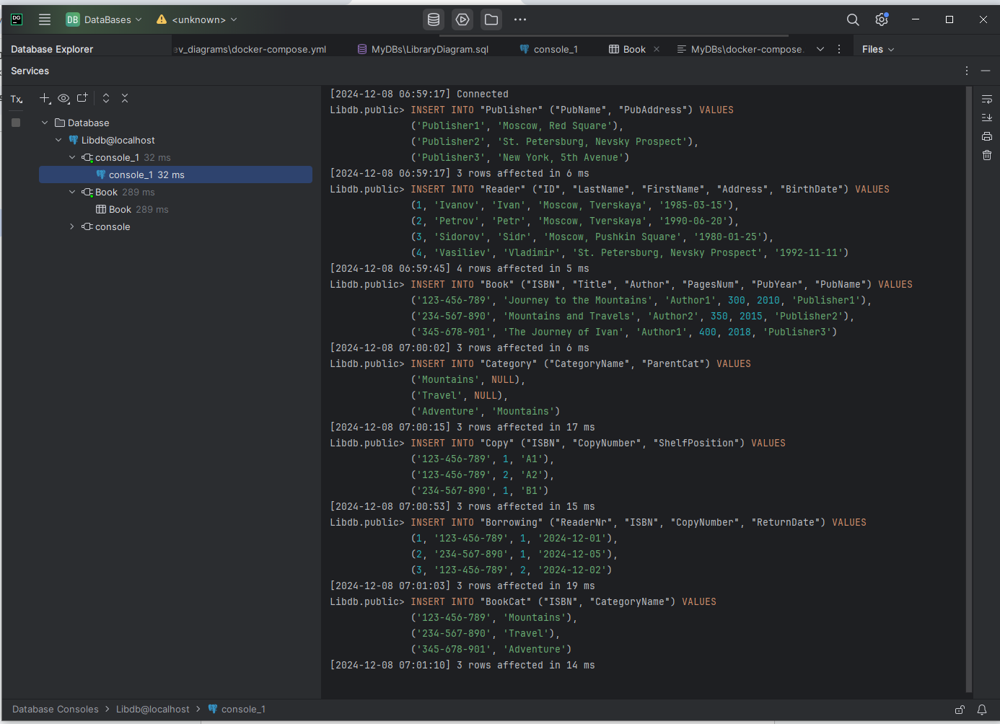 DG
DB DataBases <unknown>
Database Explorer
ev_diagrams\docker-compose.yml MyDBs\LibraryDiagram.sql console_1 Book MyDBs\docker-compose. Files
Services
Tx
Database
Libdb@localhost
console_1 32 ms
console_1 32 ms
Book 289 ms
Book 289 ms
console
[2024-12-08 06:59:17] Connected
Libdb.public> INSERT INTO "Publisher" ("PubName", "PubAddress") VALUES
('Publisher1', 'Moscow, Red Square'),
('Publisher2', 'St. Petersburg, Nevsky Prospect'),
('Publisher3', 'New York, 5th Avenue')
[2024-12-08 06:59:17] 3 rows affected in 6 ms
Libdb.public> INSERT INTO "Reader" ("ID", "LastName", "FirstName", "Address", "BirthDate") VALUES
(1, 'Ivanov', 'Ivan', 'Moscow, Tverskaya', '1985-03-15'),
(2, 'Petrov', 'Petr', 'Moscow, Tverskaya', '1990-06-20'),
(3, 'Sidorov', 'Sidr', 'Moscow, Pushkin Square', '1980-01-25'),
(4, 'Vasiliev', 'Vladimir', 'St. Petersburg, Nevsky Prospect', '1992-11-11')
[2024-12-08 06:59:45] 4 rows affected in 5 ms
Libdb.public> INSERT INTO "Book" ("ISBN", "Title", "Author", "PagesNum", "PubYear", "PubName") VALUES
('123-456-789', 'Journey to the Mountains', 'Author1', 300, 2010, 'Publisher1'),
('234-567-890', 'Mountains and Travels', 'Author2', 350, 2015, 'Publisher2'),
('345-678-901', 'The Journey of Ivan', 'Author1', 400, 2018, 'Publisher3')
[2024-12-08 07:00:02] 3 rows affected in 6 ms
Libdb.public> INSERT INTO "Category" ("CategoryName", "ParentCat") VALUES
('Mountains', NULL),
('Travel', NULL),
('Adventure', 'Mountains')
[2024-12-08 07:00:15] 3 rows affected in 17 ms
Libdb.public> INSERT INTO "Copy" ("ISBN", "CopyNumber", "ShelfPosition") VALUES
('123-456-789', 1, 'A1'),
('123-456-789', 2, 'A2'),
('234-567-890', 1, 'B1')
[2024-12-08 07:00:53] 3 rows affected in 15 ms
Libdb.public> INSERT INTO "Borrowing" ("ReaderNr", "ISBN", "CopyNumber", "ReturnDate") VALUES
(1, '123-456-789', 1, '2024-12-01'),
(2, '234-567-890', 1, '2024-12-05'),
(3, '123-456-789', 2, '2024-12-02')
[2024-12-08 07:01:03] 3 rows affected in 19 ms
Libdb.public> INSERT INTO "BookCat" ("ISBN", "CategoryName") VALUES
('123-456-789', 'Mountains'),
('234-567-890', 'Travel'),
('345-678-901', 'Adventure')
[2024-12-08 07:01:10] 3 rows affected in 14 ms
Database Consoles > Libdb@localhost > console_1